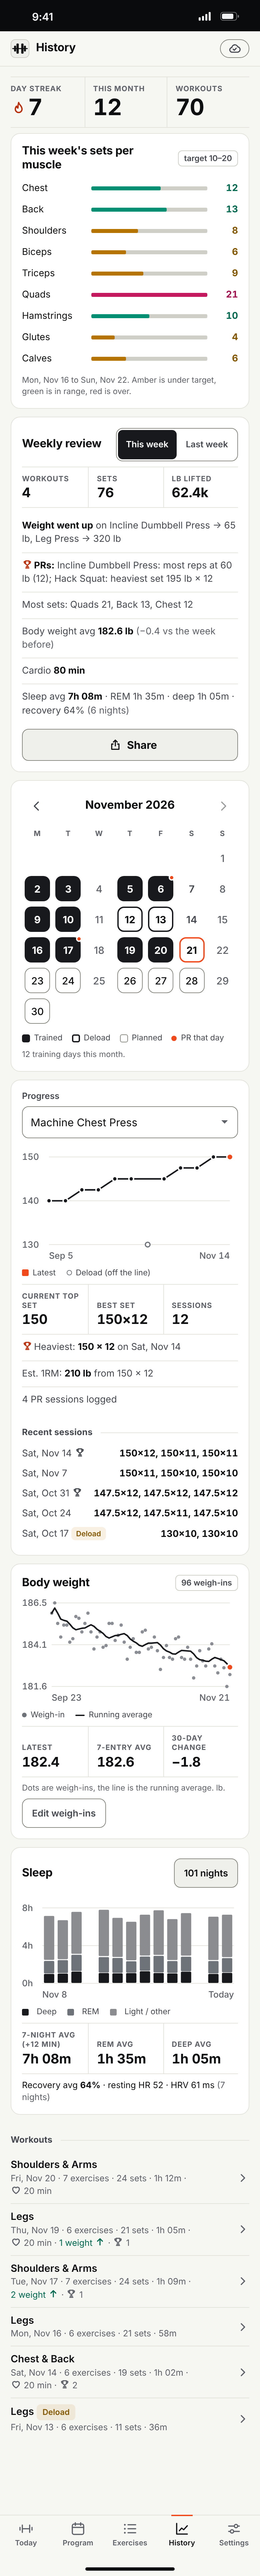 9:41
History
DAY STREAK
7
THIS MONTH
12
WORKOUTS
70
This week's sets per
muscle
target 10–20
Chest 12
Back 13
Shoulders 8
Biceps 6
Triceps 9
Quads 21
Hamstrings 10
Glutes 4
Calves 6
Mon, Nov 16 to Sun, Nov 22. Amber is under target,
green is in range, red is over.
Weekly review
This week
Last week
WORKOUTS
4
SETS
76
LB LIFTED
62.4k
Weight went up on Incline Dumbbell Press → 65
lb, Leg Press → 320 lb
PRs: Incline Dumbbell Press: most reps at 60
lb (12); Hack Squat: heaviest set 195 lb × 12
Most sets: Quads 21, Back 13, Chest 12
Body weight avg 182.6 lb (−0.4 vs the week
before)
Cardio 80 min
Sleep avg 7h 08m · REM 1h 35m · deep 1h 05m ·
recovery 64% (6 nights)
Share
November 2026
M T W T F S S
1
2 3 4 5 6 7 8
9 10 11 12 13 14 15
16 17 18 19 20 21 22
23 24 25 26 27 28 29
30
Trained Deload Planned PR that day
12 training days this month.
Progress
Machine Chest Press
150
140
130
Sep 5 Nov 14
Latest Deload (off the line)
CURRENT TOP
SET
150
BEST SET
150×12
SESSIONS
12
Heaviest: 150 × 12 on Sat, Nov 14
Est. 1RM: 210 lb from 150 × 12
4 PR sessions logged
Recent sessions
Sat, Nov 14 150×12, 150×11, 150×11
Sat, Nov 7 150×11, 150×10, 150×10
Sat, Oct 31 147.5×12, 147.5×12, 147.5×12
Sat, Oct 24 147.5×12, 147.5×11, 147.5×10
Sat, Oct 17 Deload 130×10, 130×10
Body weight
96 weigh-ins
186.5
184.1
181.6
Sep 23 Nov 21
Weigh-in Running average
LATEST
182.4
7-ENTRY AVG
182.6
30-DAY
CHANGE
−1.8
Dots are weigh-ins, the line is the running average. lb.
Edit weigh-ins
Sleep
101 nights
8h
4h
0h
Nov 8 Today
Deep REM Light / other
7-NIGHT AVG
(+12 MIN)
7h 08m
REM AVG
1h 35m
DEEP AVG
1h 05m
Recovery avg 64% · resting HR 52 · HRV 61 ms (7
nights)
Workouts
Shoulders & Arms
Fri, Nov 20 · 7 exercises · 24 sets · 1h 12m ·
20 min
Legs
Thu, Nov 19 · 6 exercises · 21 sets · 1h 05m ·
20 min · 1 weight ↑ · 1
Shoulders & Arms
Tue, Nov 17 · 7 exercises · 24 sets · 1h 09m ·
2 weight ↑ · 1
Legs
Mon, Nov 16 · 6 exercises · 21 sets · 58m
Chest & Back
Sat, Nov 14 · 6 exercises · 19 sets · 1h 02m ·
20 min · 2
Legs Deload
Fri, Nov 13 · 6 exercises · 11 sets · 36m
Today Program Exercises History Settings